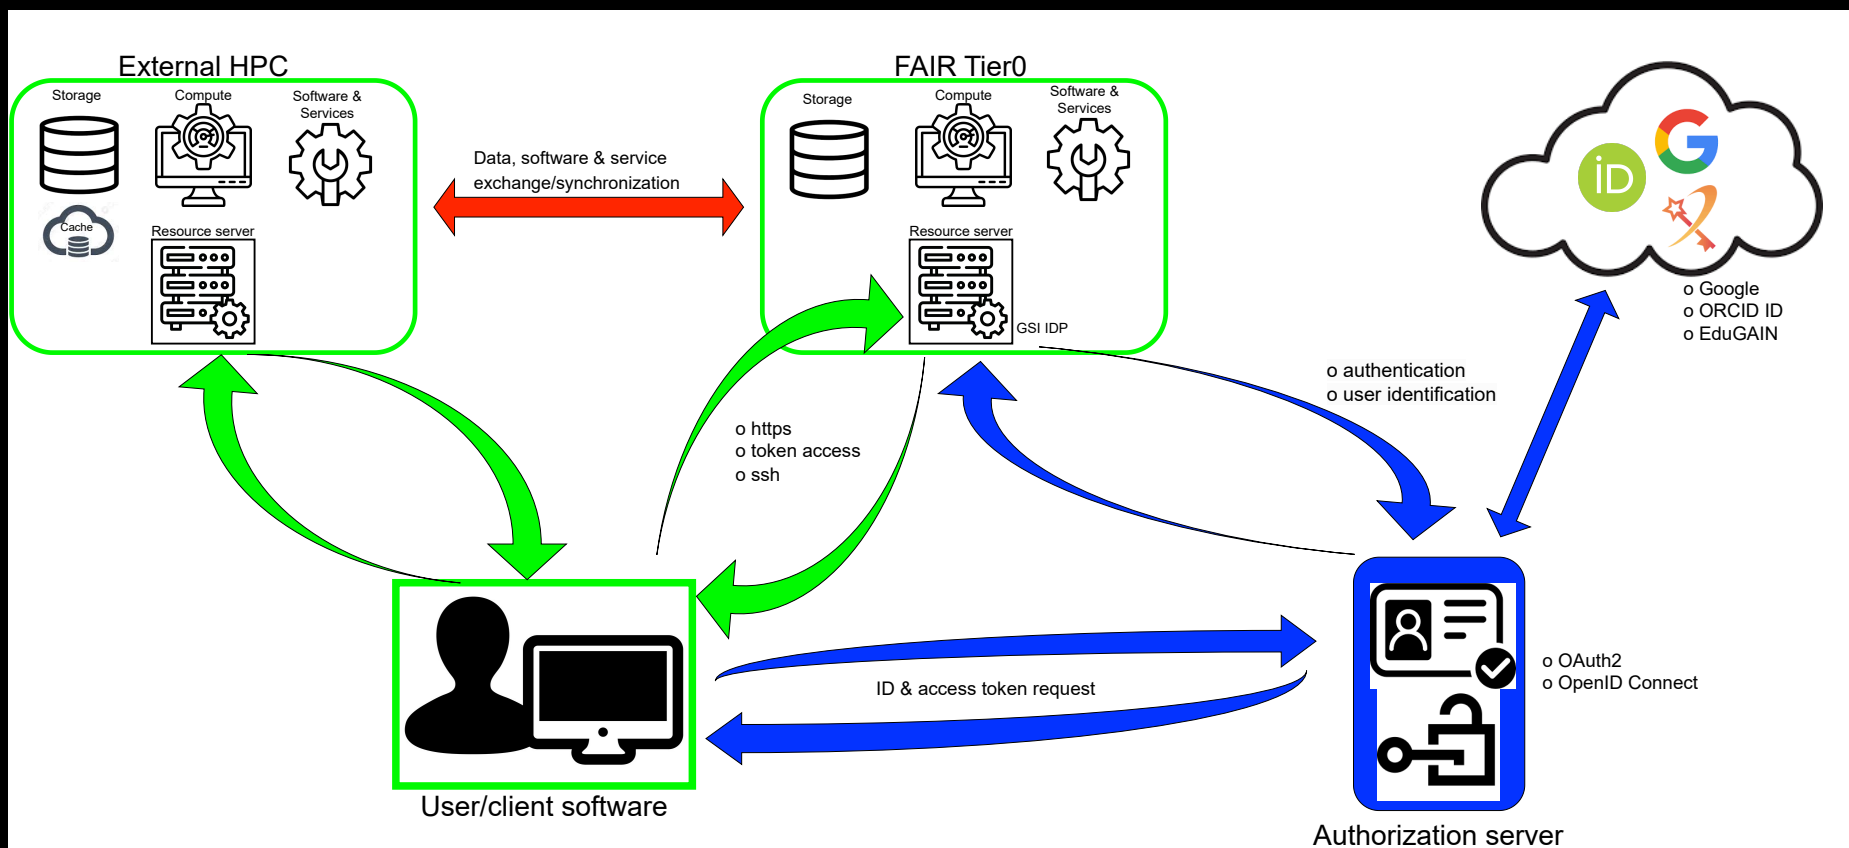 External HPC
Storage
Compute
Software &
Services
Cache
Resource server
Data, software & service
exchange/synchronization
FAIR Tier0
Storage
Compute
Software &
Services
Resource server
GSI IDP
iD
G
o Google
o ORCID ID
o EduGAIN
o authentication
o user identification
o https
o token access
o ssh
ID & access token request
o OAuth2
o OpenID Connect
User/client software
Authorization server